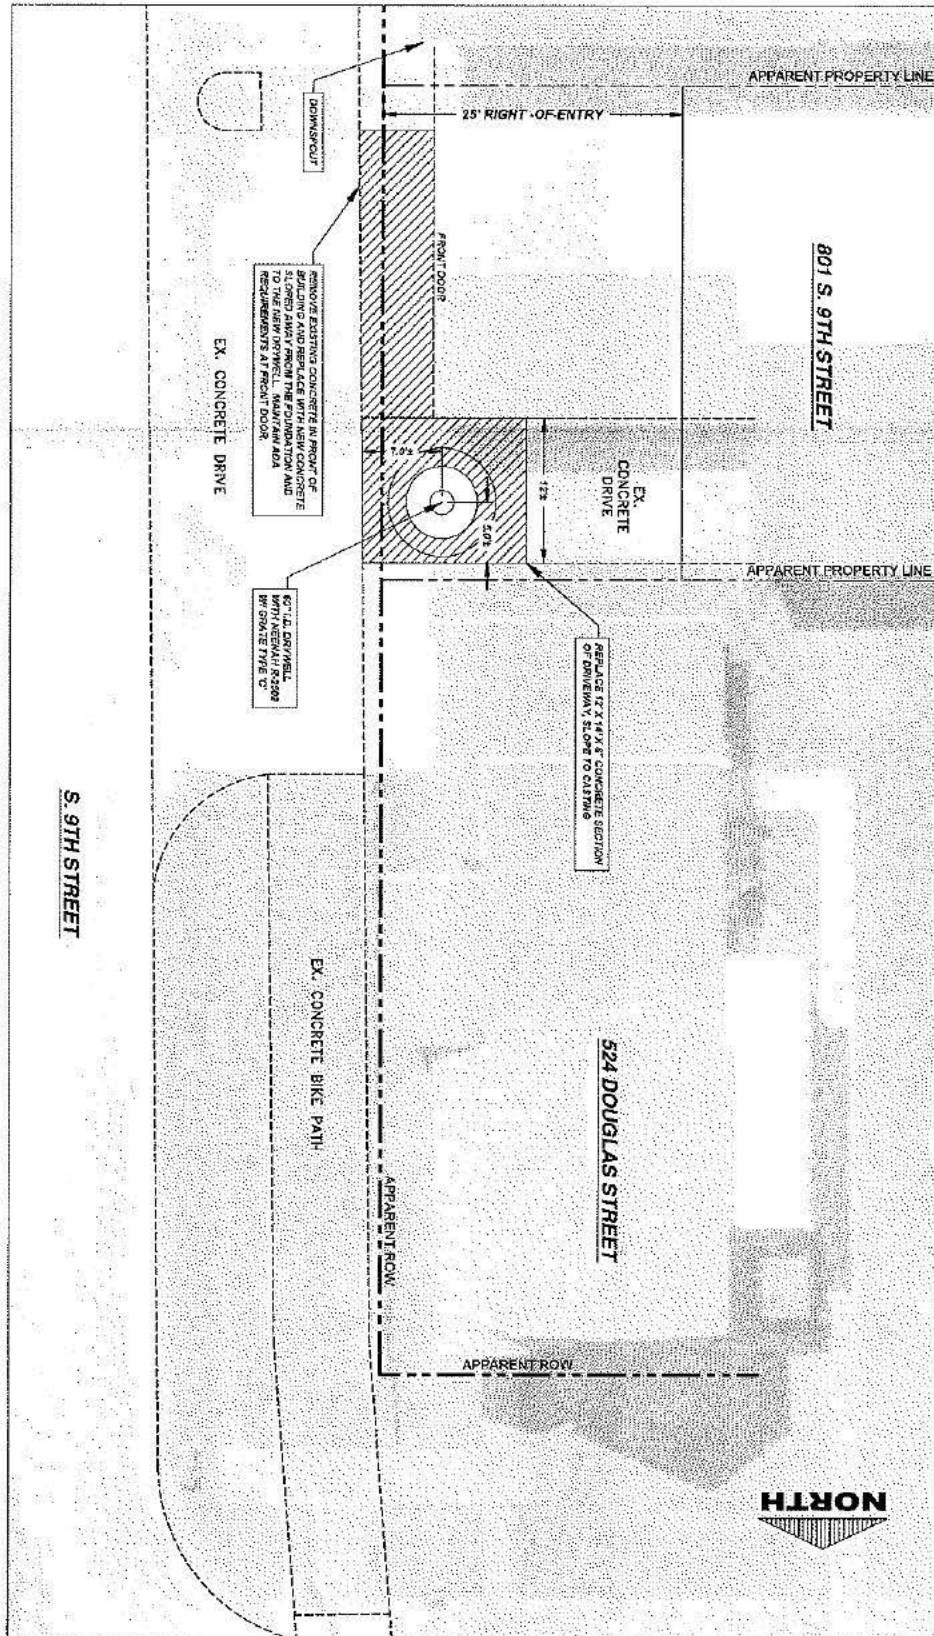 APPARENT PROPERTY LINE
25' RIGHT-OF-ENTRY
DOWNSPOUT
801 S. 9TH STREET
FRONT DOOR
REMOVE EXISTING CONCRETE IN FRONT OF
BUILDING AND REPLACE WITH NEW CONCRETE
SLOPED AWAY FROM THE FOUNDATION AND
TO THE NEW DRYWELL. MAINTAIN ADA
REQUIREMENTS AT FRONT DOOR.
EX. CONCRETE DRIVE
7.0'±
5.0'±
12'±
EX.
CONCRETE
DRIVE
APPARENT PROPERTY LINE
60" I.D. DRYWELL
WITH NEENAH R-2502
W/ GRATE TYPE 'C'
REPLACE 12' X 14' X 6" CONCRETE SECTION
OF DRIVEWAY, SLOPE TO CASTING
S. 9TH STREET
EX. CONCRETE BIKE PATH
524 DOUGLAS STREET
APPARENT ROW
APPARENT ROW
NORTH